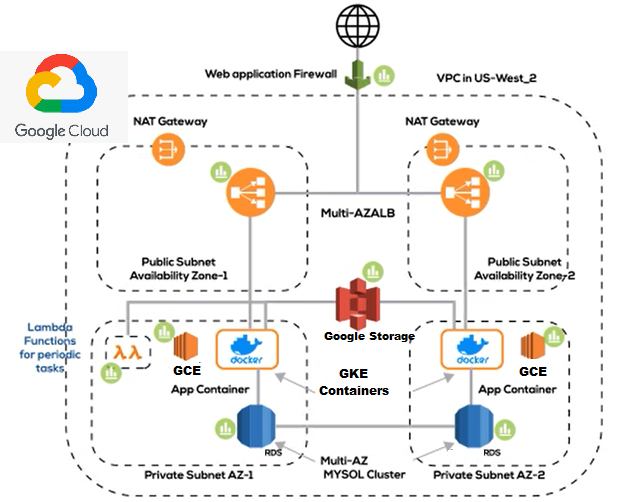 Web application Firewall
VPC in US-West_2
Google Cloud
NAT Gateway
NAT Gateway
Multi-AZALB
Public Subnet
Availability Zone-1
Public Subnet
Availability Zone-2
Lambda
Functions
for periodic
tasks
λλ
GCE
docker
Google Storage
docker
GCE
App Container
GKE
Containers
App Container
RDS
RDS
Multi-AZ
MYSOL Cluster
Private Subnet AZ-1
Private Subnet AZ-2